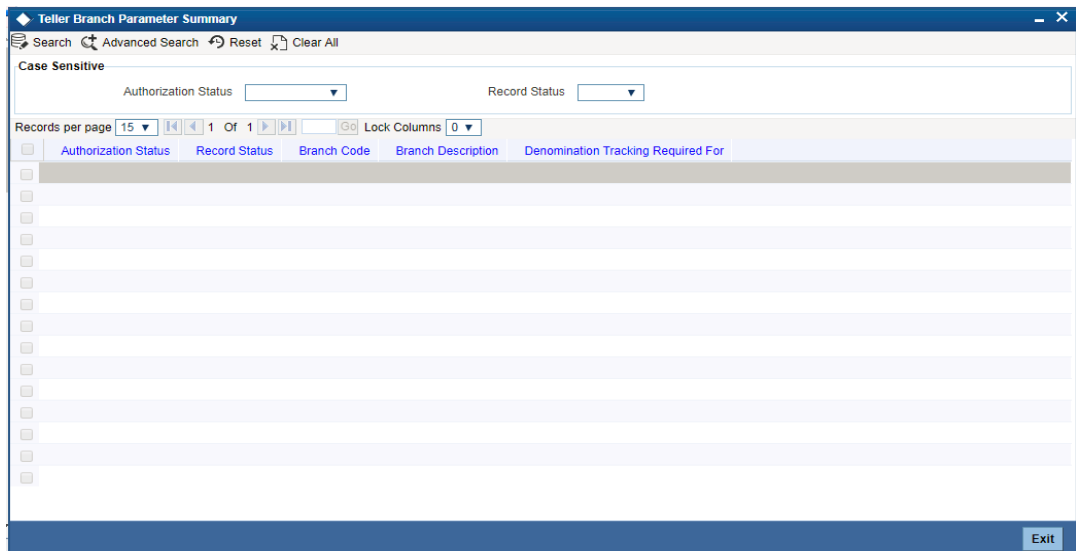 Teller Branch Parameter Summary
Search Advanced Search Reset Clear All
Case Sensitive
Authorization Status Record Status
Records per page 15 1 Of 1 Go Lock Columns 0
Authorization Status Record Status Branch Code Branch Description Denomination Tracking Required For
Exit